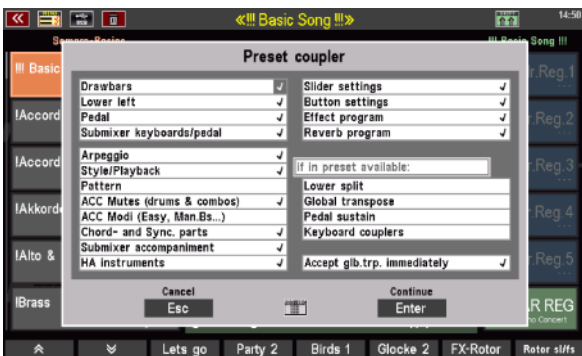 «!!! Basic Song !!!»
14:50
!!! Basic Song !!!
!!! Basic
r.Reg.1
Preset coupler
Drawbars ✓
Slider settings ✓
Lower left ✓
Button settings ✓
Pedal ✓
Effect program ✓
Submixer keyboards/pedal ✓
Reverb program ✓
Arpeggio ✓
Style/Playback ✓
if in preset available:
Pattern
Lower split
ACC Mutes (drums & combos) ✓
Global transpose
ACC Modi (Easy, Man.Bs...)
Pedal sustain
Chord- and Sync. parts ✓
Keyboard couplers
Submixer accompaniment ✓
HA instruments ✓
Accept glb.trp. immediately ✓
!Accord
r.Reg.2
!Accord
r.Reg.3
!Akkord
r.Reg.4
!Alto &
r.Reg.5
!Brass
R REG
Concert
Cancel
Continue
Esc
Enter
Lets go
Party 2
Birds 1
Glocke 2
FX-Rotor
Rotor sl/fs